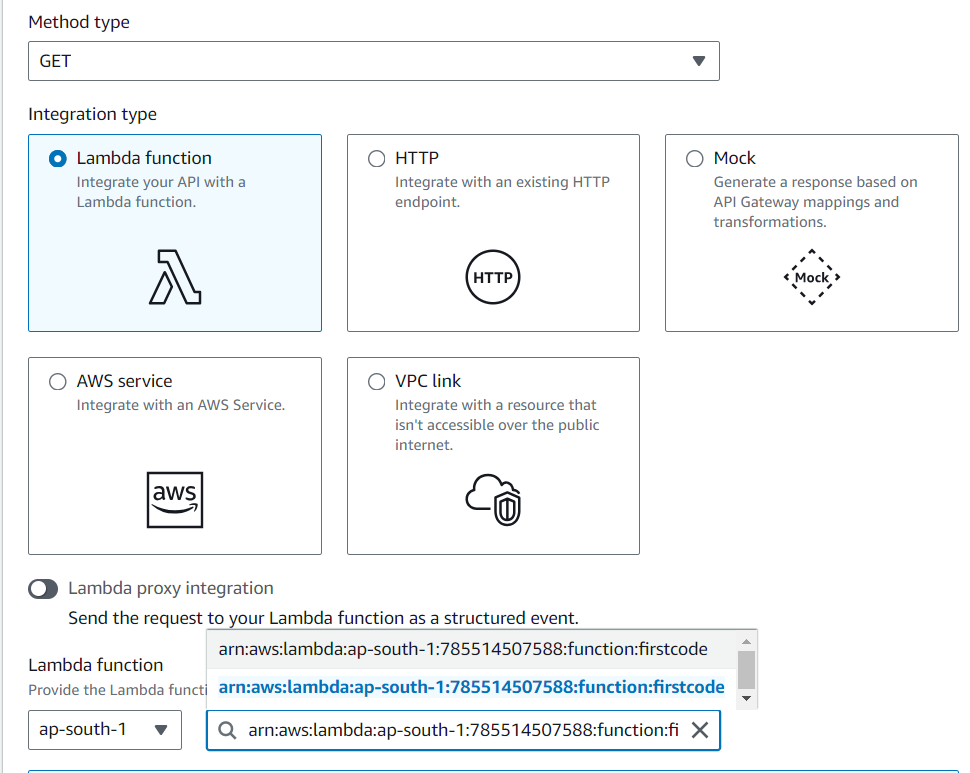 Method type
GET
Integration type
Lambda function
Integrate your API with a
Lambda function.
HTTP
Integrate with an existing HTTP
endpoint.
HTTP
Mock
Generate a response based on
API Gateway mappings and
transformations.
Mock
AWS service
Integrate with an AWS Service.
aws
VPC link
Integrate with a resource that
isn't accessible over the public
internet.
Lambda proxy integration
Send the request to your Lambda function as a structured event.
arn:aws:lambda:ap-south-1:785514507588:function:firstcode
arn:aws:lambda:ap-south-1:785514507588:function:firstcode
Lambda function
Provide the Lambda functi
ap-south-1
arn:aws:lambda:ap-south-1:785514507588:function:fi